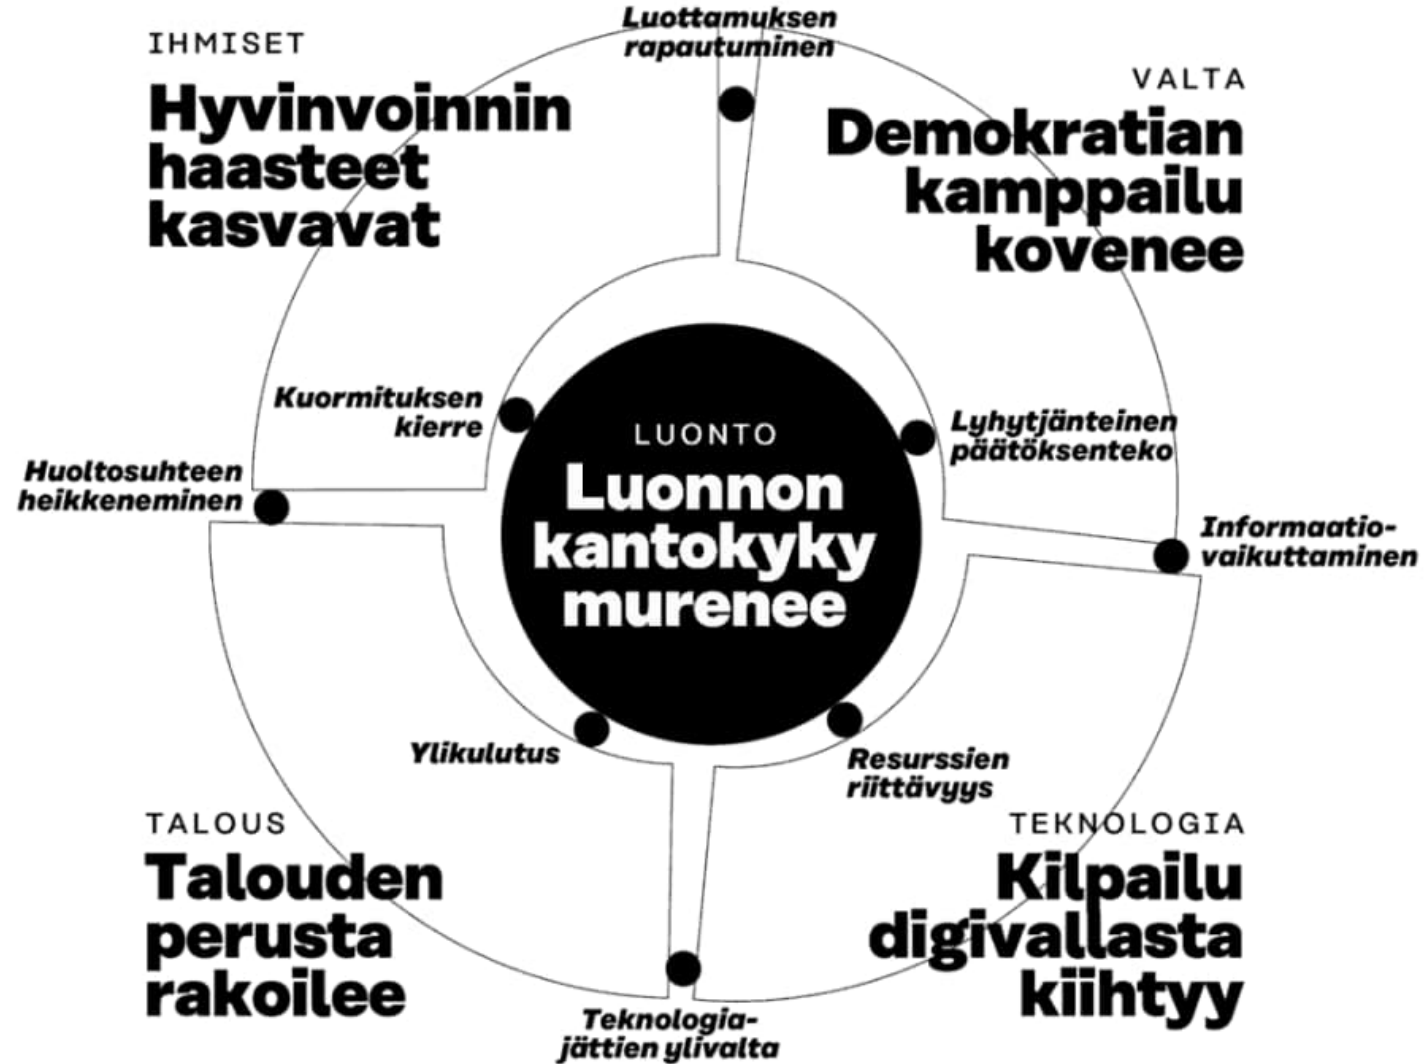 Luottamuksen
rapautuminen
IHMISET
Hyvinvoinnin
haasteet
kasvavat
VALTA
Demokratian
kamppailu
kovenee
Kuormituksen
kierre
Huoltosuhteen
heikkeneminen
LUONTO
Luonnon
kantokyky
murenee
Lyhytjänteinen
päätöksenteko
Informaatio-
vaikuttaminen
Ylikulutus
Resurssien
riittävyys
TALOUS
Talouden
perusta
rakoilee
TEKNOLOGIA
Kilpailu
digivallasta
kiihtyy
Teknologia-
jättien ylivalta